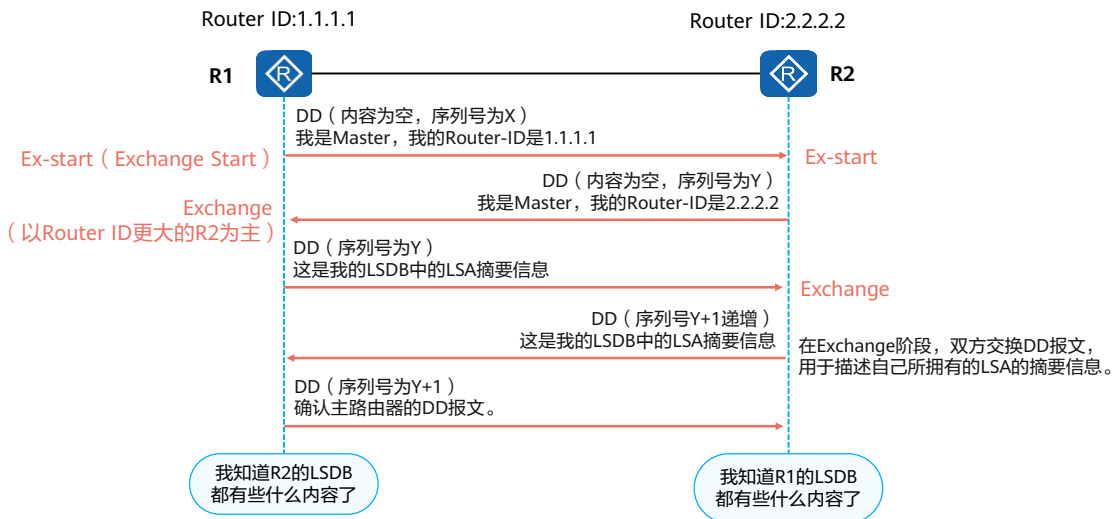 Router ID:1.1.1.1
Router ID:2.2.2.2
R1
R
R
R2
DD（内容为空，序列号为X）
我是Master，我的Router-ID是1.1.1.1
Ex-start（Exchange Start）
Ex-start
DD（内容为空，序列号为Y）
我是Master，我的Router-ID是2.2.2.2
Exchange
（以Router ID更大的R2为主）
DD（序列号为Y）
这是我的LSDB中的LSA摘要信息
Exchange
DD（序列号Y+1递增）
这是我的LSDB中的LSA摘要信息
在Exchange阶段，双方交换DD报文，
用于描述自己所拥有的LSA的摘要信息。
DD（序列号为Y+1）
确认主路由器的DD报文。
我知道R2的LSDB
都有些什么内容了
我知道R1的LSDB
都有些什么内容了